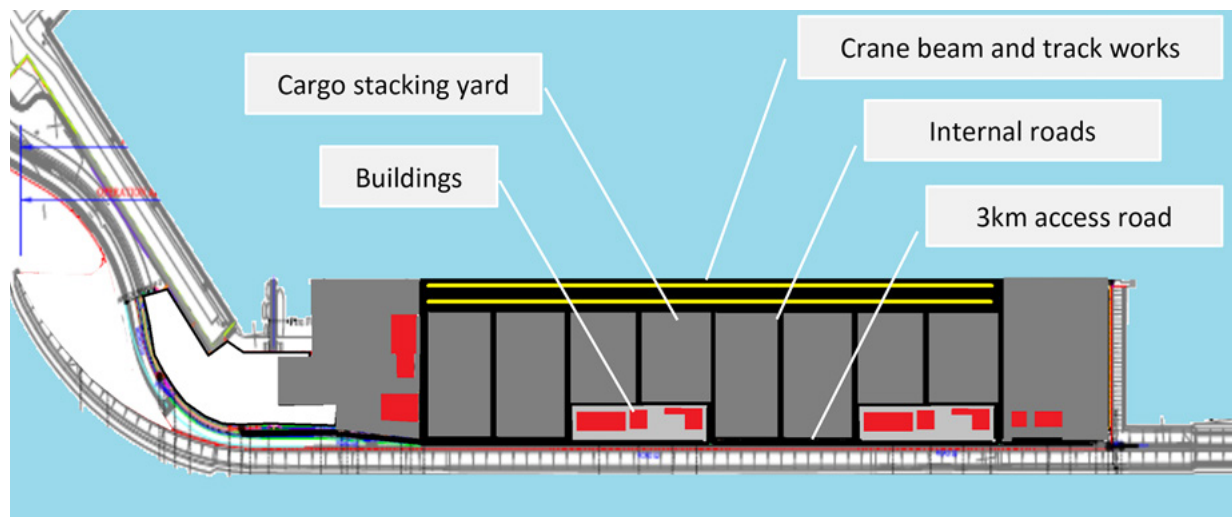 Crane beam and track works
Cargo stacking yard
Internal roads
Buildings
3km access road